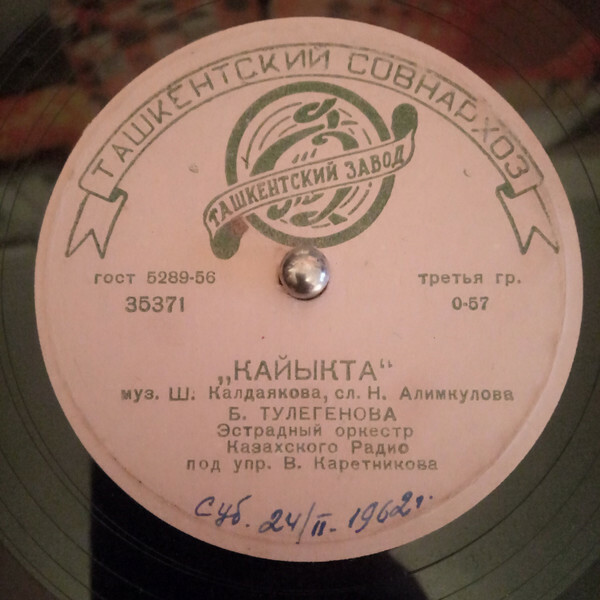 ТАШКЕНТСКИЙ СОВНАРХОЗ
ТАШКЕНТСКИЙ ЗАВОД
гост 5289-56
третья гр.
35371
0-57
„КАЙЫКТА“
муз. Ш. Калдаякова, сл. Н. Алимкулова
Б. ТУЛЕГЕНОВА
Эстрадный оркестр
Казахского Радио
под упр. В. Каретникова
Суб. 24/II-1962г.